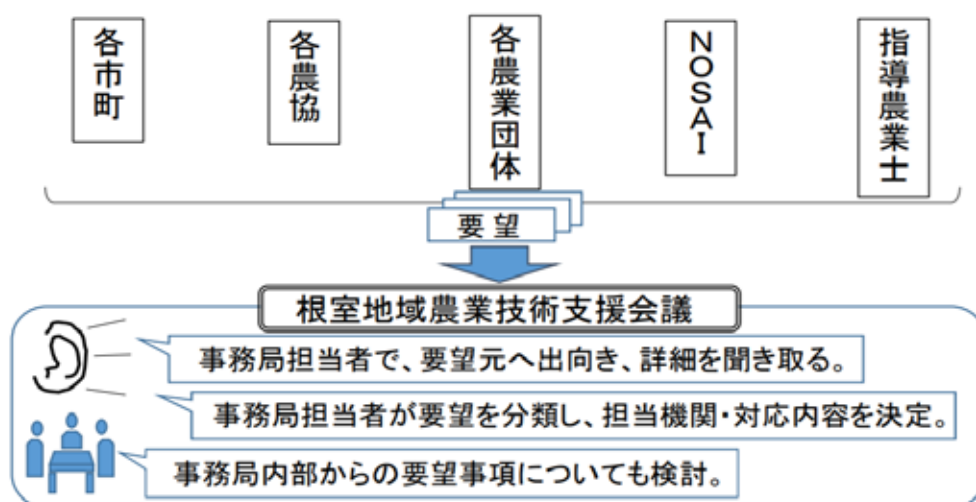 各市町
各農協
各農業団体
NOSAI
指導農業士
要望
根室地域農業技術支援会議
事務局担当者で、要望元へ出向き、詳細を聞き取る。
事務局担当者が要望を分類し、担当機関・対応内容を決定。
事務局内部からの要望事項についても検討。